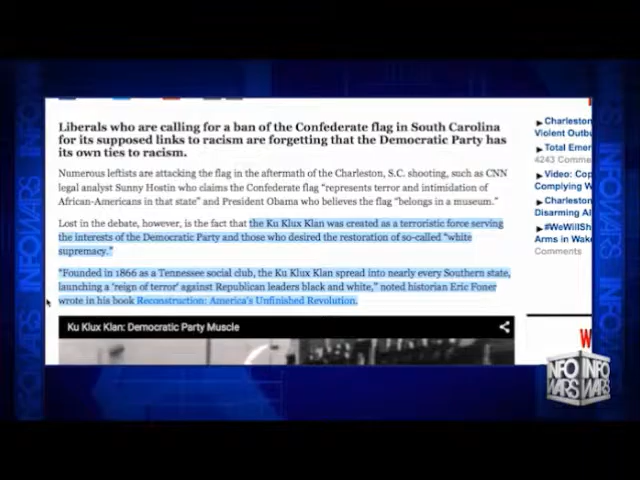 Liberals who are calling for a ban of the Confederate flag in South Carolina
for its supposed links to racism are forgetting that the Democratic Party has
its own ties to racism.
Numerous leftists are attacking the flag in the aftermath of the Charleston, S.C. shooting, such as CNN
legal analyst Sunny Hostin who claims the Confederate flag "represents terror and intimidation of
African-Americans in that state" and President Obama who believes the flag "belongs in a museum."
Lost in the debate, however, is the fact that the Ku Klux Klan was created as a terroristic force serving
the interests of the Democratic Party and those who desired the restoration of so-called "white
supremacy."
"Founded in 1866 as a Tennessee social club, the Ku Klux Klan spread into nearly every Southern state,
launching a 'reign of terror' against Republican leaders black and white," noted historian Eric Foner
wrote in his book Reconstruction: America's Unfinished Revolution.
Ku Klux Klan: Democratic Party Muscle
Charleston
Violent Outb
Total Emer
4243 Comme
Video: Cop
Complying W
Charleston
Disarming Al
#WeWillSh
Arms in Wak
Comments
W
INFO WARS
INFO WARS
INFOWARS
INFOWARS